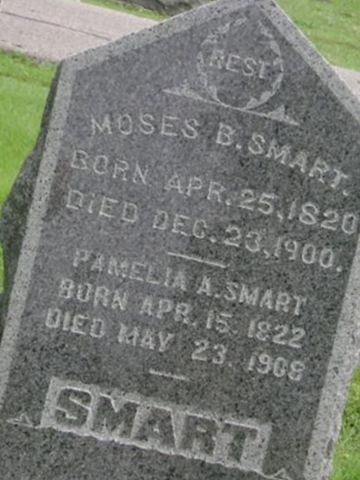 REST
MOSES B. SMART.
BORN APR. 25, 1820
DIED DEC. 23, 1900.
PAMELIA A. SMART
BORN APR. 15. 1822
DIED MAY 23. 1908
SMART